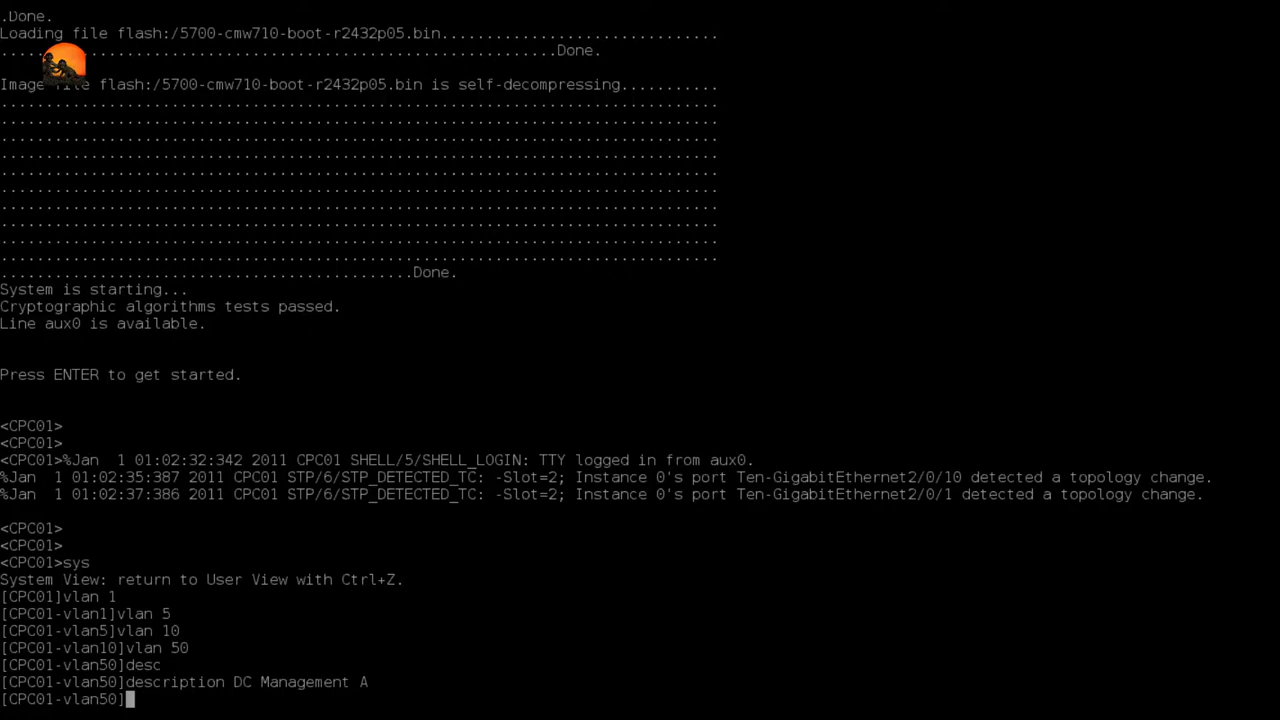 .Done.
Loading file flash:/5700-cmw710-boot-r2432p05.bin...............................
..............................................................Done.
Image file flash:/5700-cmw710-boot-r2432p05.bin is self-decompressing...........
................................................................................
................................................................................
................................................................................
................................................................................
................................................................................
................................................................................
................................................................................
................................................................................
................................................................................
................................................................................
..............................................Done.
System is starting...
Cryptographic algorithms tests passed.
Line aux0 is available.
Press ENTER to get started.
<CPC01>
<CPC01>
<CPC01>%Jan  1 01:02:32:342 2011 CPC01 SHELL/5/SHELL_LOGIN: TTY logged in from aux0.
%Jan  1 01:02:35:387 2011 CPC01 STP/6/STP_DETECTED_TC: -Slot=2; Instance 0's port Ten-GigabitEthernet2/0/10 detected a topology change.
%Jan  1 01:02:37:386 2011 CPC01 STP/6/STP_DETECTED_TC: -Slot=2; Instance 0's port Ten-GigabitEthernet2/0/1 detected a topology change.
<CPC01>
<CPC01>
<CPC01>sys
System View: return to User View with Ctrl+Z.
[CPC01]vlan 1
[CPC01-vlan1]vlan 5
[CPC01-vlan5]vlan 10
[CPC01-vlan10]vlan 50
[CPC01-vlan50]desc
[CPC01-vlan50]description DC Management A
[CPC01-vlan50]